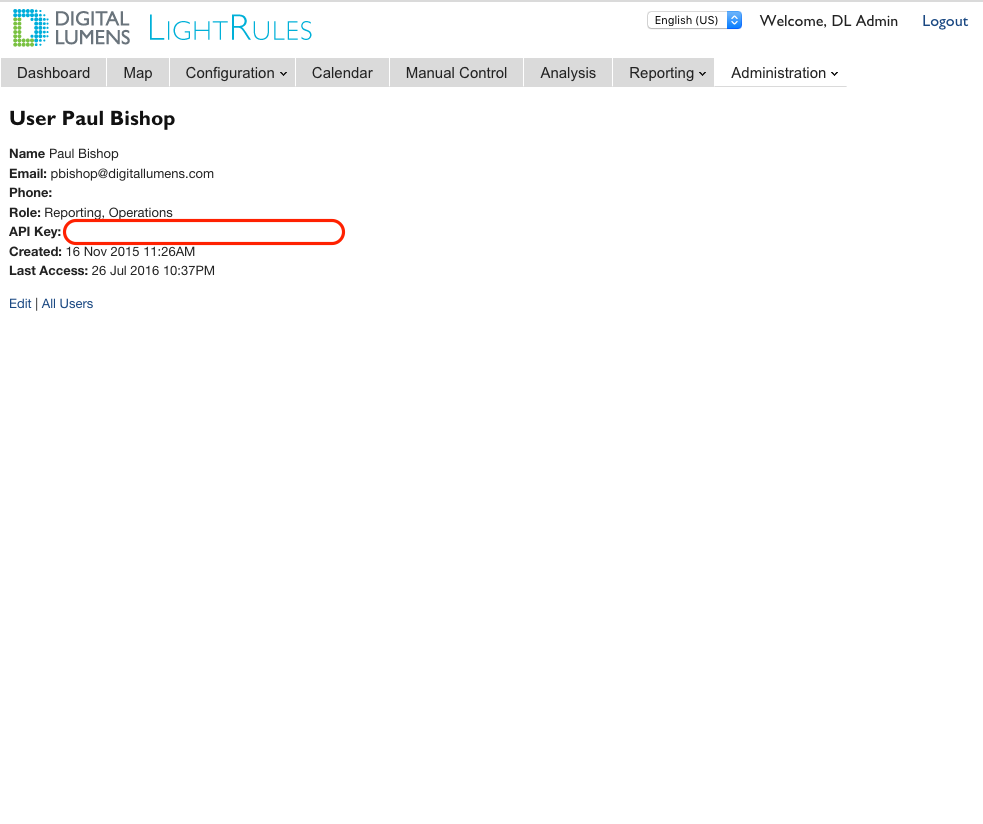 DIGITAL LUMENS LIGHTRULES English (US) Welcome, DL Admin Logout
Dashboard Map Configuration Calendar Manual Control Analysis Reporting Administration
User Paul Bishop
Name Paul Bishop
Email: pbishop@digitallumens.com
Phone:
Role: Reporting, Operations
API Key:
Created: 16 Nov 2015 11:26AM
Last Access: 26 Jul 2016 10:37PM
Edit | All Users